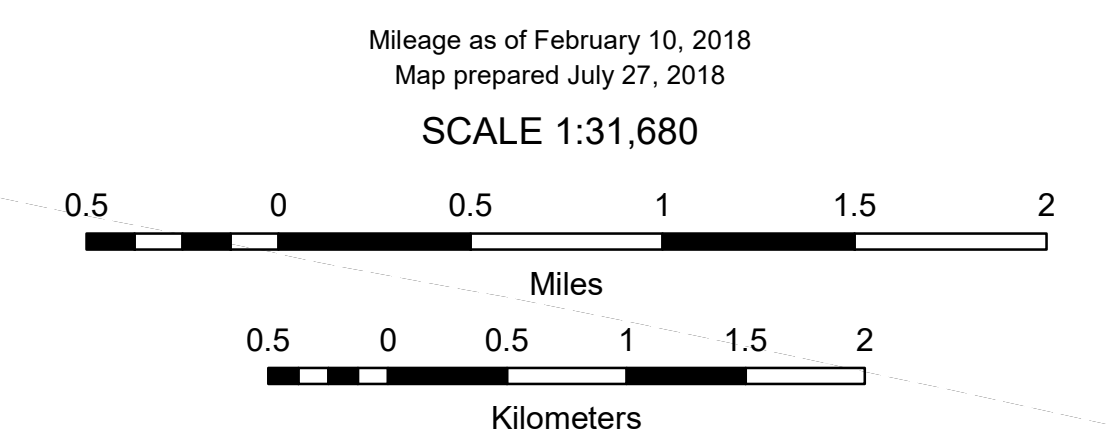 Mileage as of February 10, 2018
Map prepared July 27, 2018
SCALE 1:31,680
0.5 0 0.5 1 1.5 2
Miles
0.5 0 0.5 1 1.5 2
Kilometers